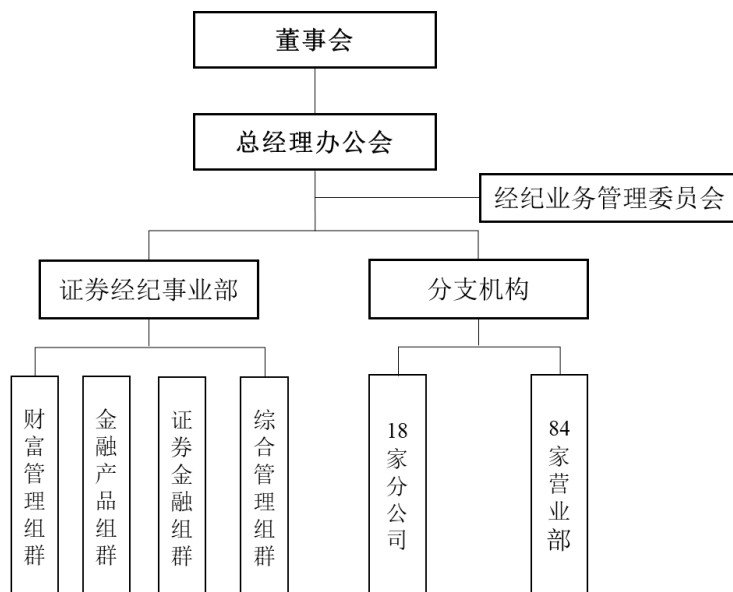 董事会
总经理办公会
经纪业务管理委员会
证券经纪事业部
分支机构
财富管理组群
金融产品组群
证券金融组群
综合管理组群
18家分公司
84家营业部